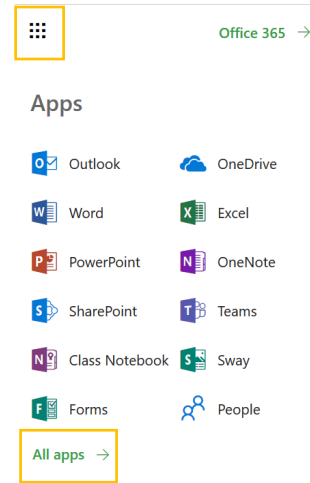 Office 365 →
Apps
Outlook OneDrive
Word Excel
PowerPoint OneNote
SharePoint Teams
Class Notebook Sway
Forms People
All apps →